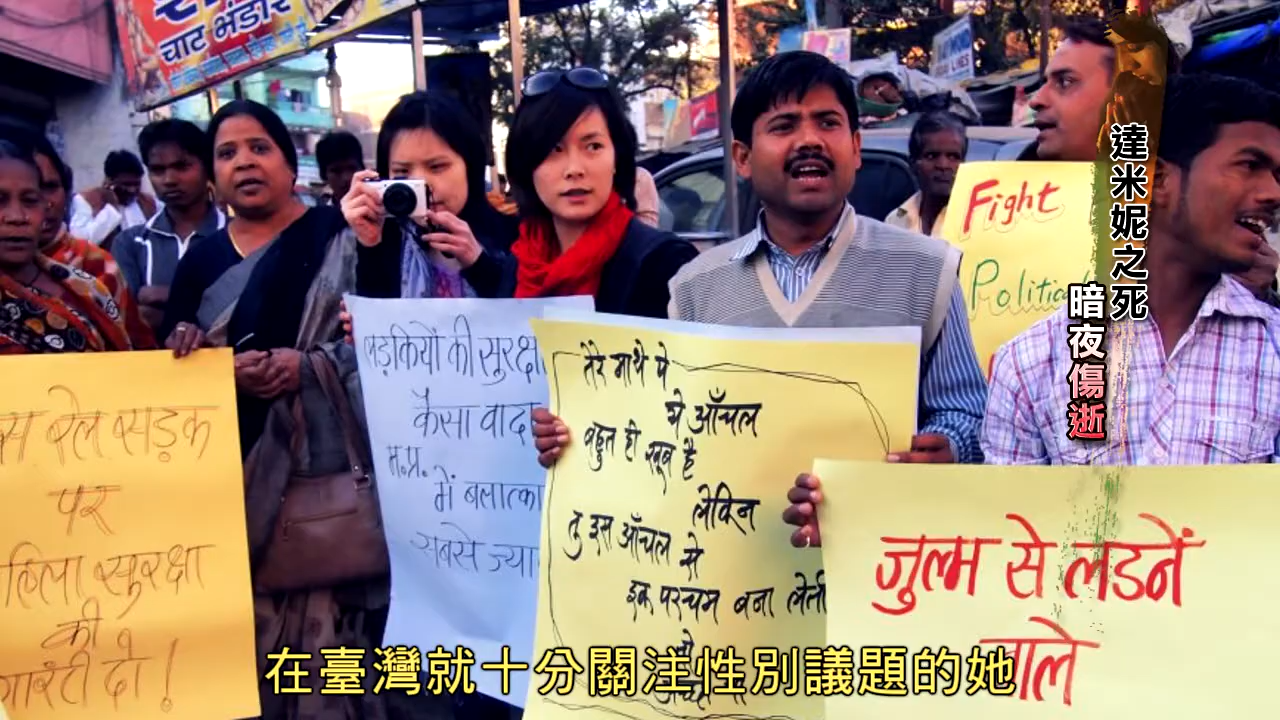 चाट भंडार
Fight
Political
達米妮之死
暗夜傷逝
लड़कियों की सुरक्षा
कैसा वाद
म.प्र.
में बलात्का
सबसे ज्या
तेरे माथे पे
ये आँचल
बहुत ही खूब है
लेकिन
तु इस आँचल से
इक परचम बना लेती
तो
रेल सड़क
पर
सुरक्षा
की
गारंटी दो!
जुल्म से लडनें
वाले
在臺灣就十分關注性別議題的她